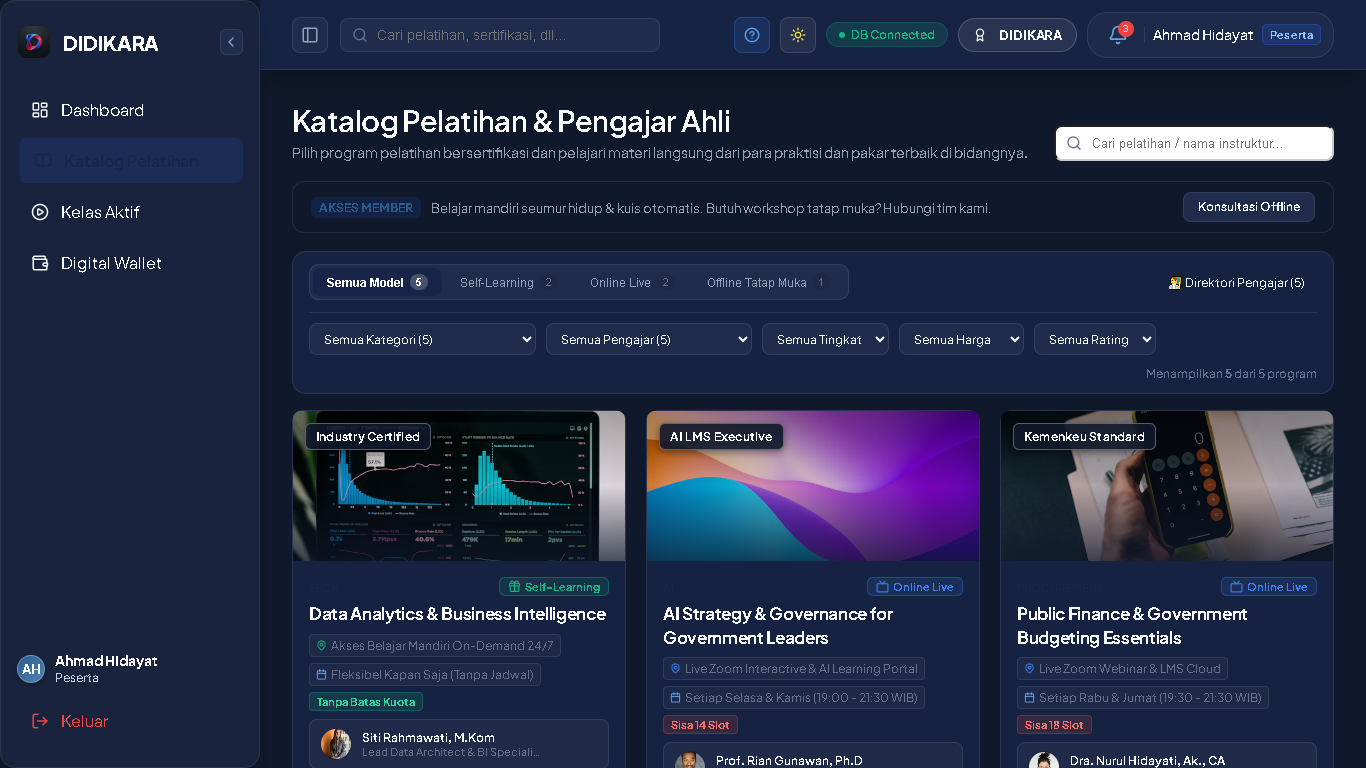 DIDIKARA
Cari pelatihan, sertifikasi, dll...
DB Connected
DIDIKARA
3
Ahmad Hidayat
Peserta
Dashboard
Katalog Pelatihan
Kelas Aktif
Digital Wallet
Katalog Pelatihan & Pengajar Ahli
Pilih program pelatihan bersertifikasi dan pelajari materi langsung dari para praktisi dan pakar terbaik di bidangnya.
Cari pelatihan / nama instruktur...
AKSES MEMBER
Belajar mandiri seumur hidup & kuis otomatis. Butuh workshop tatap muka? Hubungi tim kami.
Konsultasi Offline
Semua Model 5
Self-Learning 2
Online Live 2
Offline Tatap Muka 1
Direktori Pengajar (5)
Semua Kategori (5)
Semua Pengajar (5)
Semua Tingkat
Semua Harga
Semua Rating
Menampilkan 5 dari 5 program
Industry Certified
Self-Learning
Data Analytics & Business Intelligence
Akses Belajar Mandiri On-Demand 24/7
Fleksibel Kapan Saja (Tanpa Jadwal)
Tanpa Batas Kuota
Siti Rahmawati, M.Kom
Lead Data Architect & BI Speciali...
AI LMS Executive
Online Live
AI Strategy & Governance for
Government Leaders
Live Zoom Interactive & AI Learning Portal
Setiap Selasa & Kamis (19:00 - 21:30 WIB)
Sisa 14 Slot
Prof. Rian Gunawan, Ph.D
Kemenkeu Standard
Online Live
Public Finance & Government
Budgeting Essentials
Live Zoom Webinar & LMS Cloud
Setiap Rabu & Jumat (19:30 - 21:30 WIB)
Sisa 18 Slot
Dra. Nurul Hidayati, Ak., CA
AH
Ahmad Hidayat
Peserta
Keluar